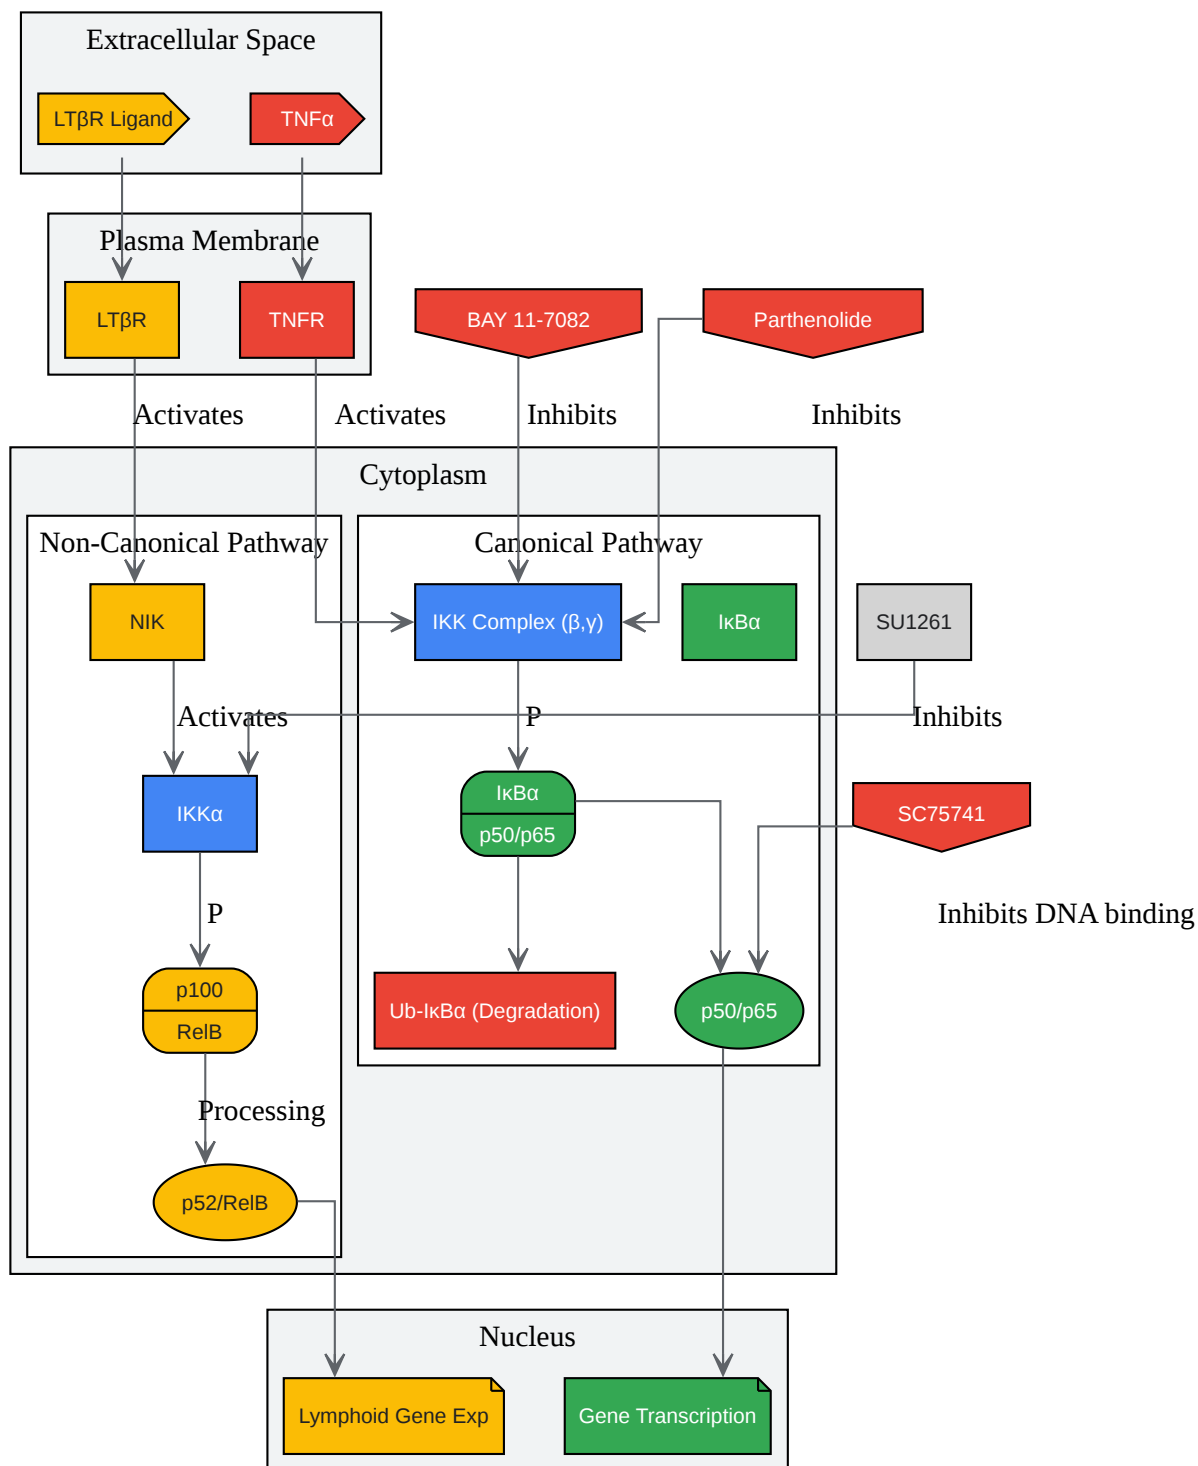 Extracellular Space
LTβR Ligand
TNFα
Plasma Membrane
LTβR
TNFR
BAY 11-7082
Parthenolide
Activates
Activates
Inhibits
Inhibits
Cytoplasm
Non-Canonical Pathway
Canonical Pathway
NIK
IKK Complex (β,γ)
IκBα
SU1261
Activates
P
Inhibits
IKKα
IκBα
p50/p65
SC75741
P
Inhibits DNA binding
p100
RelB
Ub-IκBα (Degradation)
p50/p65
Processing
p52/RelB
Nucleus
Lymphoid Gene Exp
Gene Transcription